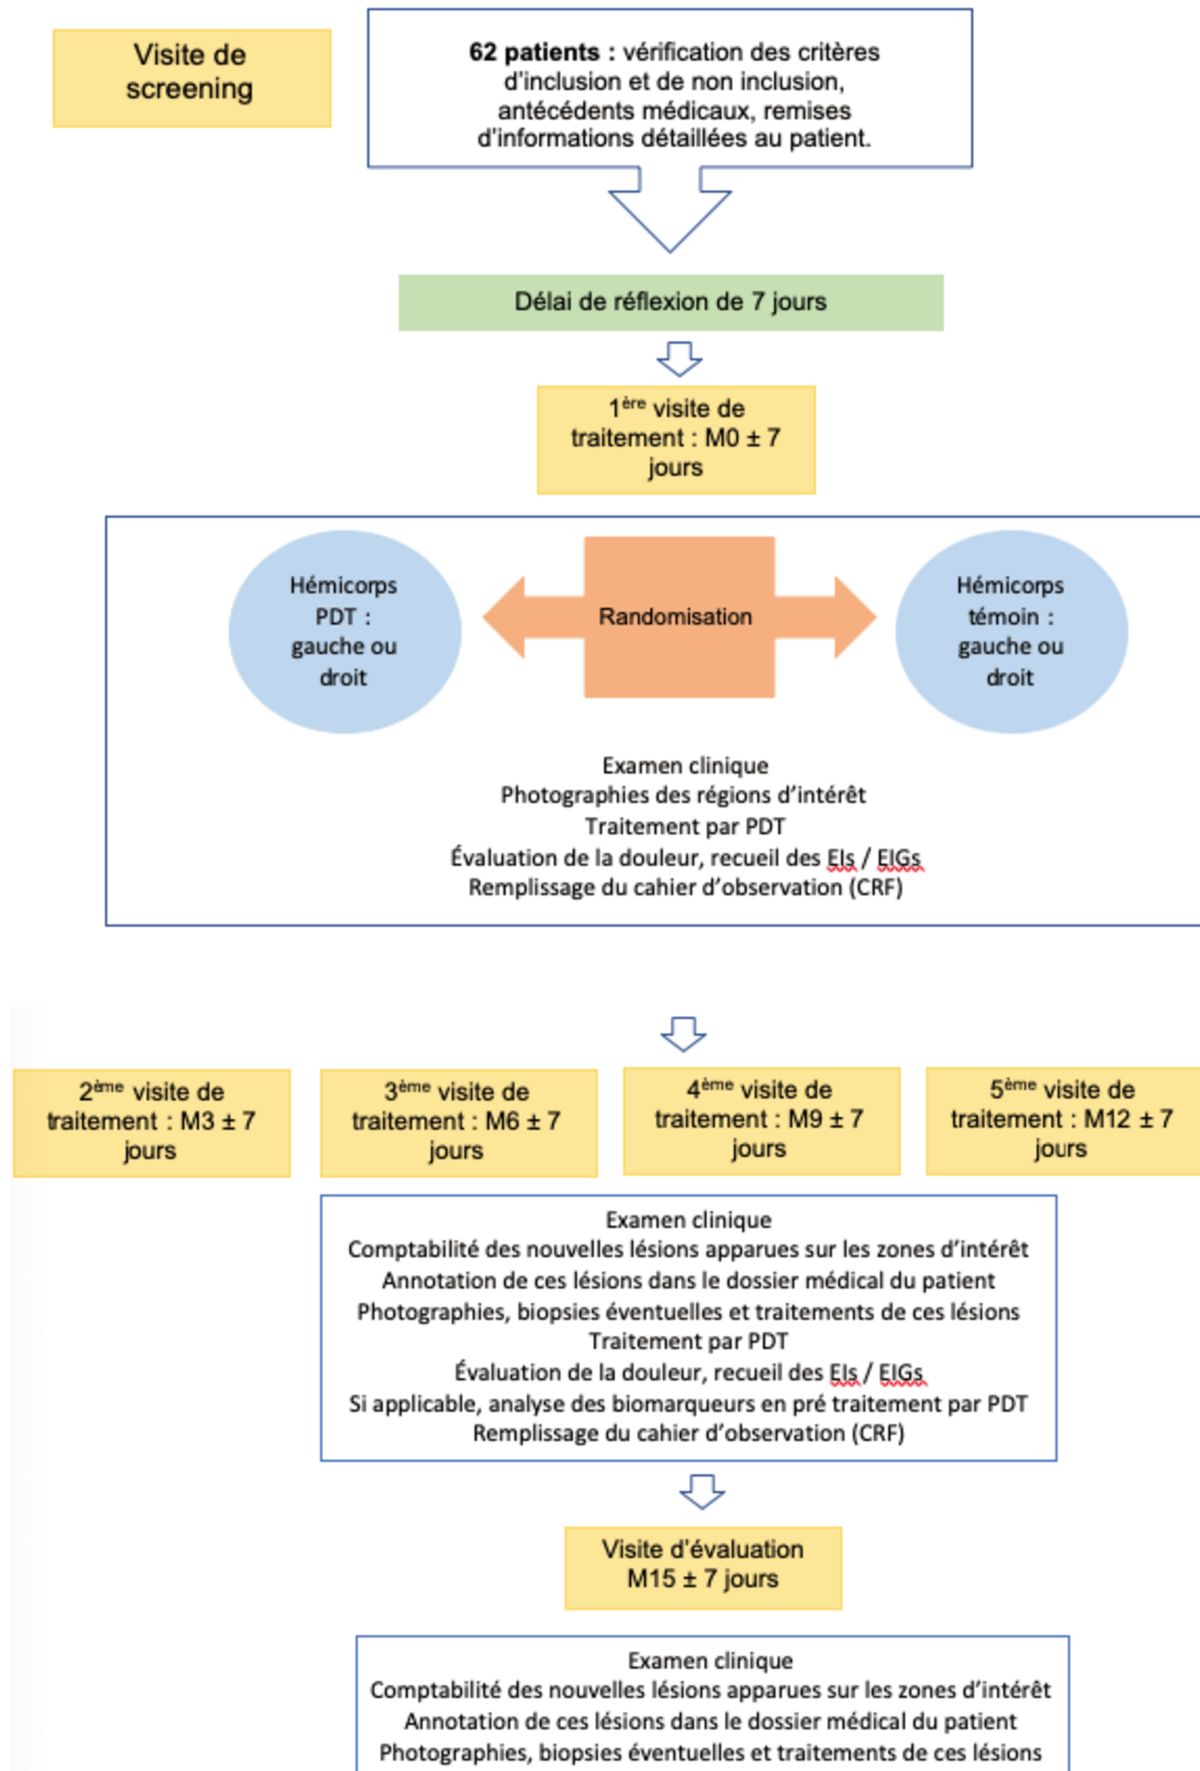 Visite de
screening
62 patients : vérification des critères
d’inclusion et de non inclusion,
antécédents médicaux, remises
d’informations détaillées au patient.
Délai de réflexion de 7 jours
1ère visite de
traitement : M0 ± 7
jours
Hémicorps
PDT :
gauche ou
droit
Randomisation
Hémicorps
témoin :
gauche ou
droit
Examen clinique
Photographies des régions d’intérêt
Traitement par PDT
Évaluation de la douleur, recueil des EIs / EIGs
Remplissage du cahier d’observation (CRF)
2ème visite de
traitement : M3 ± 7
jours
3ème visite de
traitement : M6 ± 7
jours
4ème visite de
traitement : M9 ± 7
jours
5ème visite de
traitement : M12 ± 7
jours
Examen clinique
Comptabilité des nouvelles lésions apparues sur les zones d’intérêt
Annotation de ces lésions dans le dossier médical du patient
Photographies, biopsies éventuelles et traitements de ces lésions
Traitement par PDT
Évaluation de la douleur, recueil des EIs / EIGs
Si applicable, analyse des biomarqueurs en pré traitement par PDT
Remplissage du cahier d’observation (CRF)
Visite d’évaluation
M15 ± 7 jours
Examen clinique
Comptabilité des nouvelles lésions apparues sur les zones d’intérêt
Annotation de ces lésions dans le dossier médical du patient
Photographies, biopsies éventuelles et traitements de ces lésions